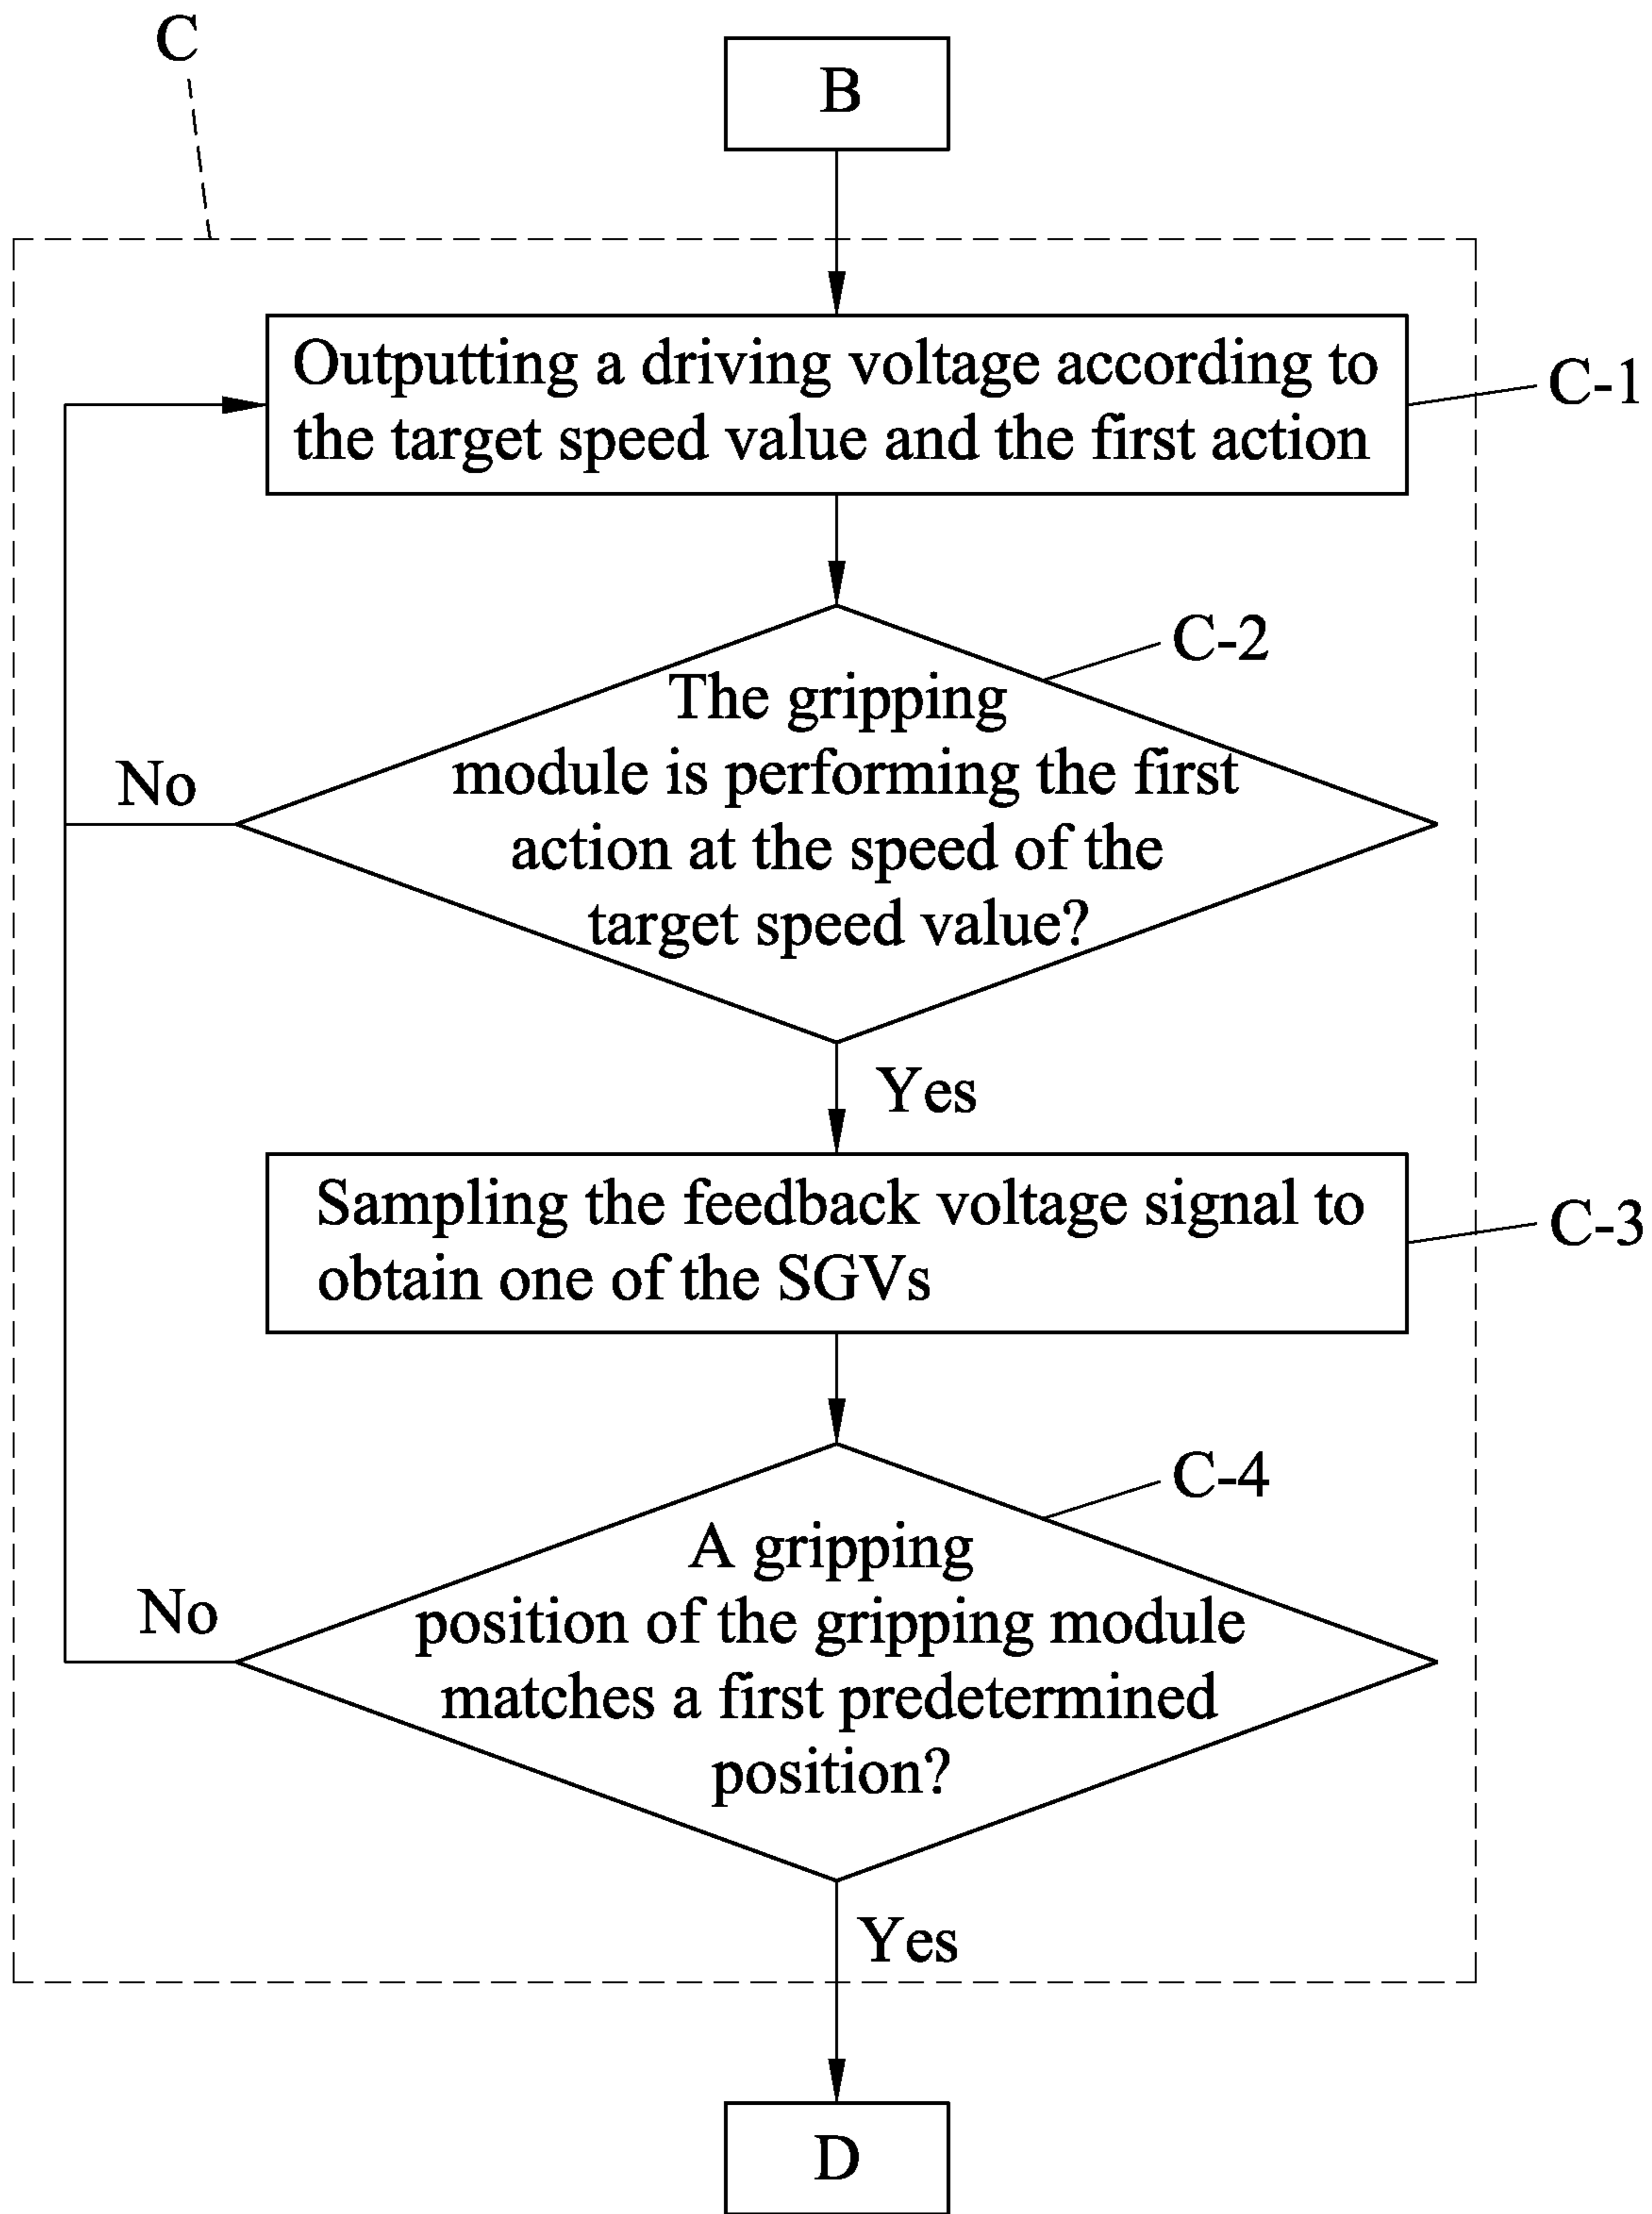 C
B
Outputting a driving voltage according to
the target speed value and the first action
C-1
C-2
The gripping
module is performing the first
action at the speed of the
target speed value?
No
Yes
Sampling the feedback voltage signal to
obtain one of the SGVs
C-3
C-4
A gripping
position of the gripping module
matches a first predetermined
position?
No
Yes
D